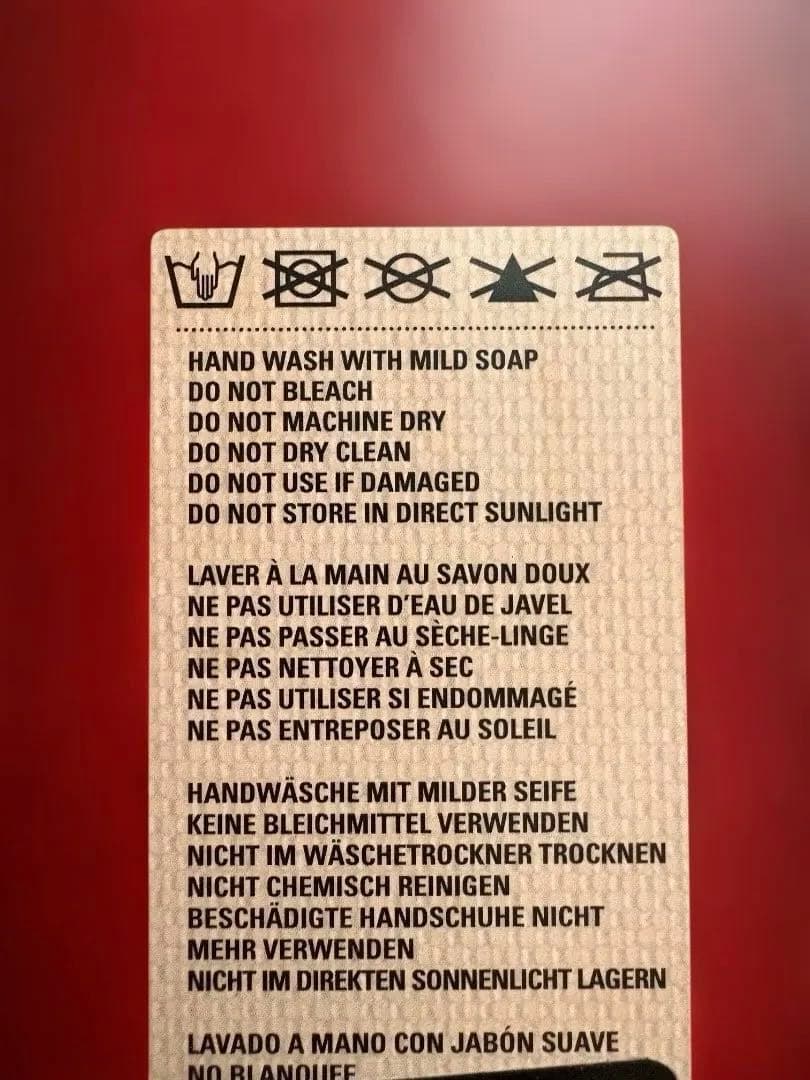 HAND WASH WITH MILD SOAP
DO NOT BLEACH
DO NOT MACHINE DRY
DO NOT DRY CLEAN
DO NOT USE IF DAMAGED
DO NOT STORE IN DIRECT SUNLIGHT
LAVER À LA MAIN AU SAVON DOUX
NE PAS UTILISER D'EAU DE JAVEL
NE PAS PASSER AU SÈCHE-LINGE
NE PAS NETTOYER À SEC
NE PAS UTILISER SI ENDOMMAGÉ
NE PAS ENTREPOSER AU SOLEIL
HANDWÄSCHE MIT MILDER SEIFE
KEINE BLEICHMITTEL VERWENDEN
NICHT IM WÄSCHETROCKNER TROCKNEN
NICHT CHEMISCH REINIGEN
BESCHÄDIGTE HANDSCHUHE NICHT
MEHR VERWENDEN
NICHT IM DIREKTEN SONNENLICHT LAGERN
LAVADO A MANO CON JABÓN SUAVE
NO